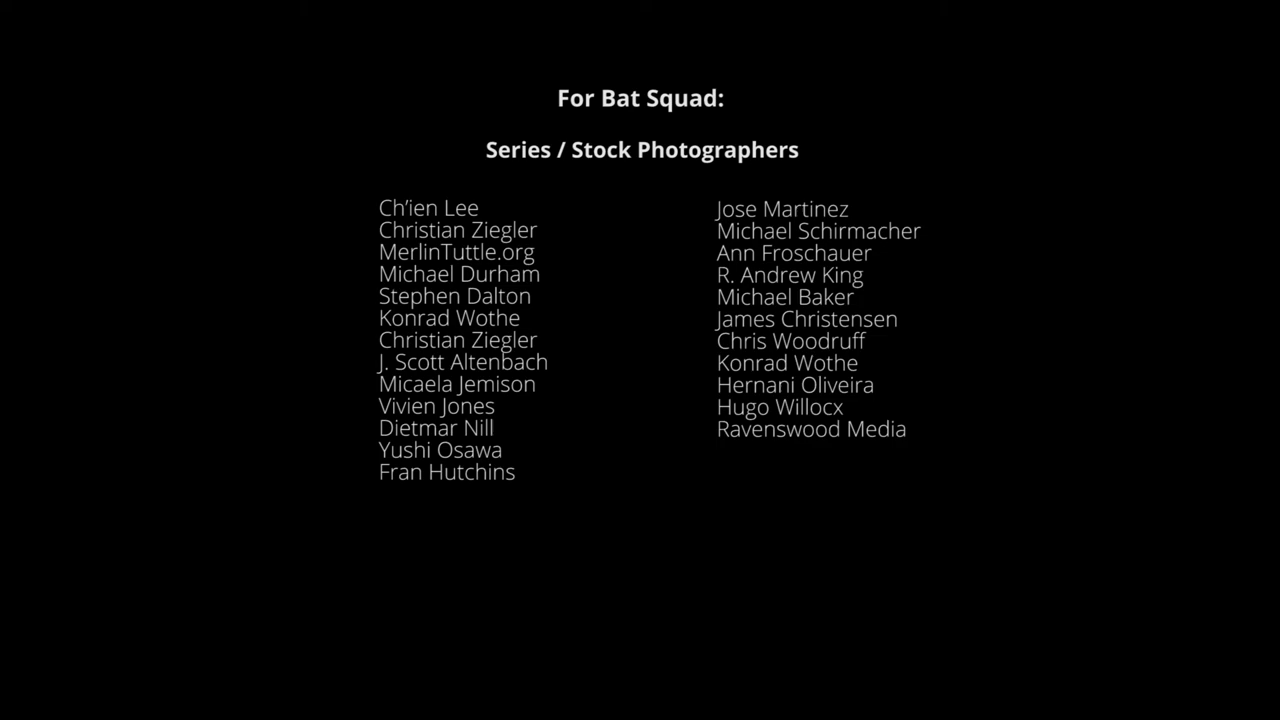 For Bat Squad:
Series / Stock Photographers
Ch'ien Lee
Christian Ziegler
MerlinTuttle.org
Michael Durham
Stephen Dalton
Konrad Wothe
Christian Ziegler
J. Scott Altenbach
Micaela Jemison
Vivien Jones
Dietmar Nill
Yushi Osawa
Fran Hutchins
Jose Martinez
Michael Schirmacher
Ann Froschauer
R. Andrew King
Michael Baker
James Christensen
Chris Woodruff
Konrad Wothe
Hernani Oliveira
Hugo Willocx
Ravenswood Media